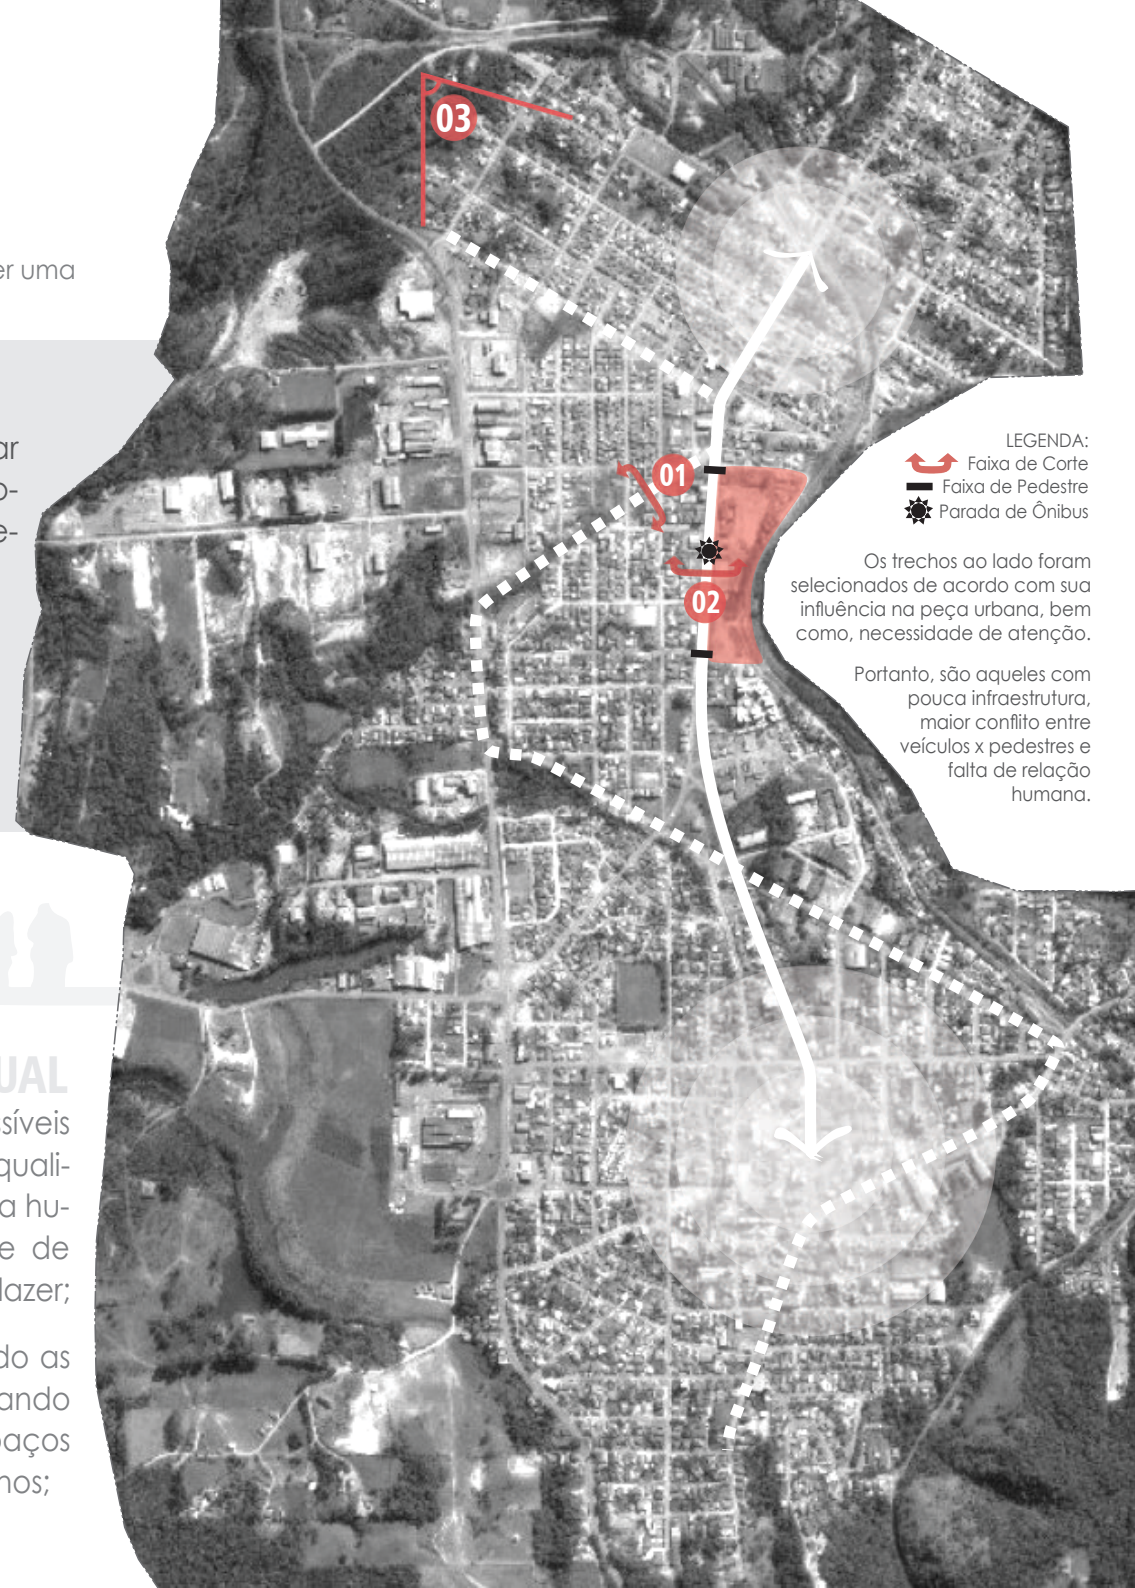 03
er uma
ar
o-
e-
01
02
LEGENDA:
Faixa de Corte
Faixa de Pedestre
Parada de Ônibus
Os trechos ao lado foram
selecionados de acordo com sua
influência na peça urbana, bem
como, necessidade de atenção.
Portanto, são aqueles com
pouca infraestrutura,
maior conflito entre
veículos x pedestres e
falta de relação
humana.
UAL
síveis
quali-
a hu-
e de
lazer;
do as
ando
paços
nos;